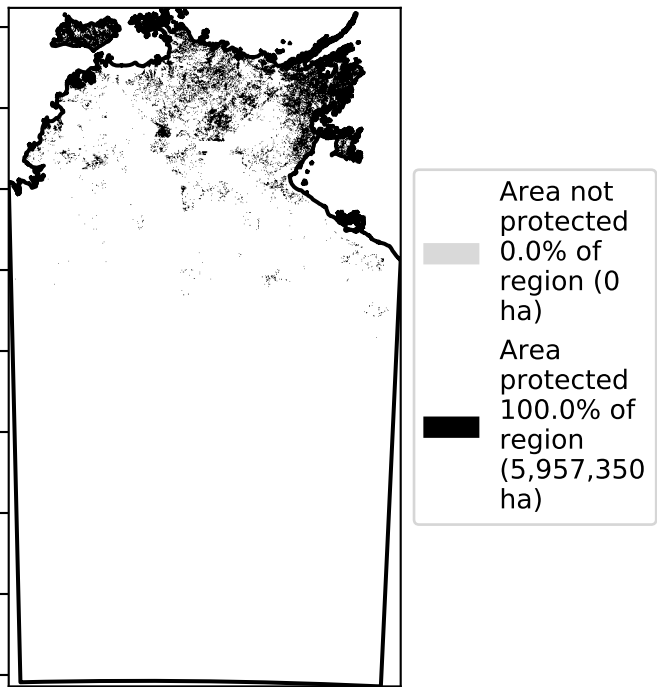 Area not
protected
0.0% of
region (0
ha)
Area
protected
100.0% of
region
(5,957,350
ha)